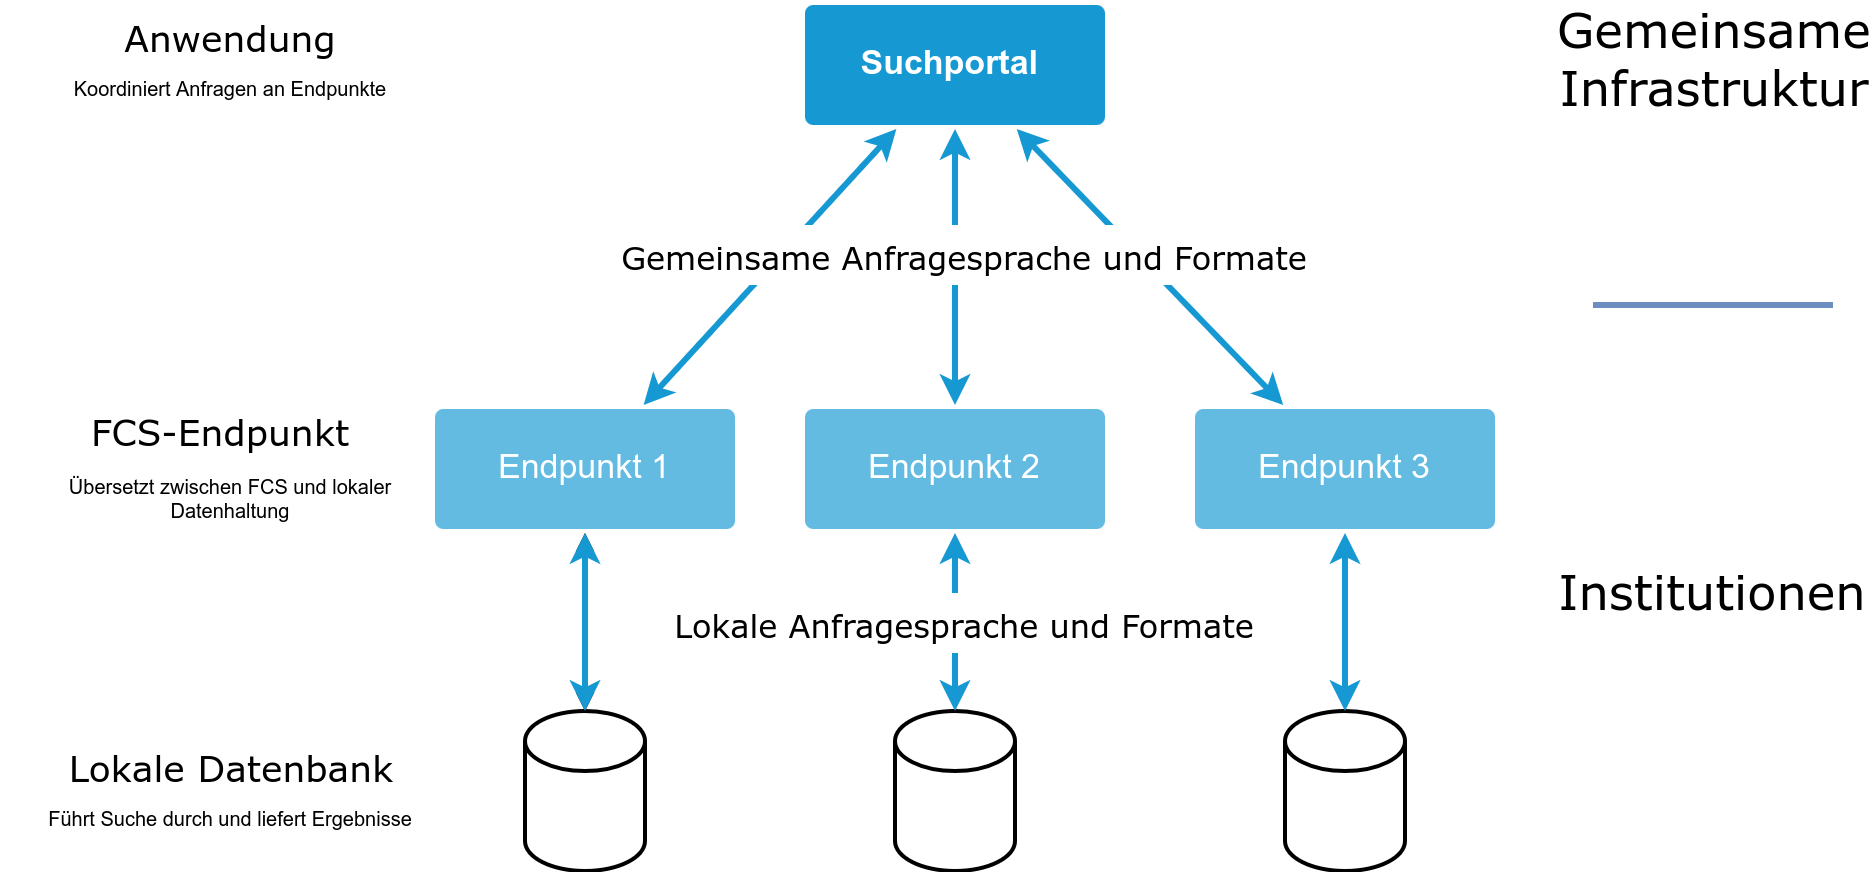 Anwendung
Koordiniert Anfragen an Endpunkte
Suchportal
Gemeinsame
Infrastruktur
Gemeinsame Anfragesprache und Formate
FCS-Endpunkt
Übersetzt zwischen FCS und lokaler
Datenhaltung
Endpunkt 1
Endpunkt 2
Endpunkt 3
Institutionen
Lokale Anfragesprache und Formate
Lokale Datenbank
Führt Suche durch und liefert Ergebnisse